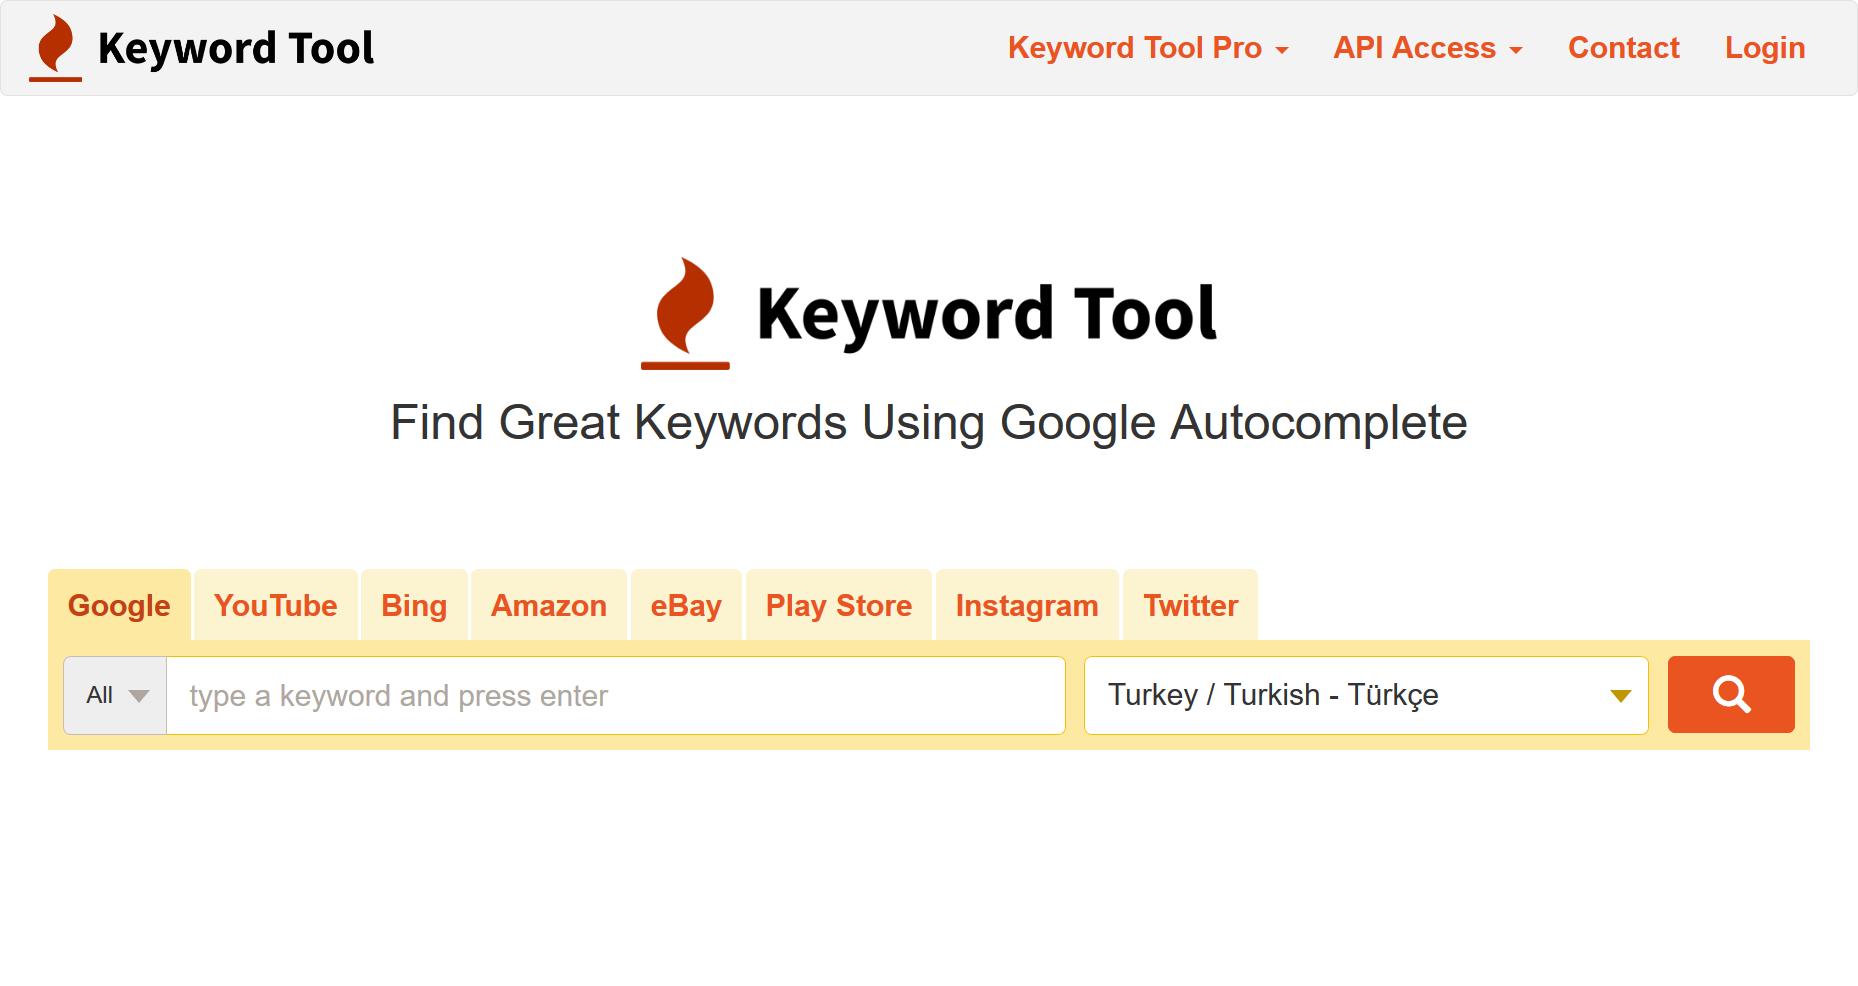 Keyword Tool
Keyword Tool Pro API Access Contact Login
Keyword Tool
Find Great Keywords Using Google Autocomplete
Google YouTube Bing Amazon eBay Play Store Instagram Twitter
All type a keyword and press enter Turkey / Turkish - Türkçe